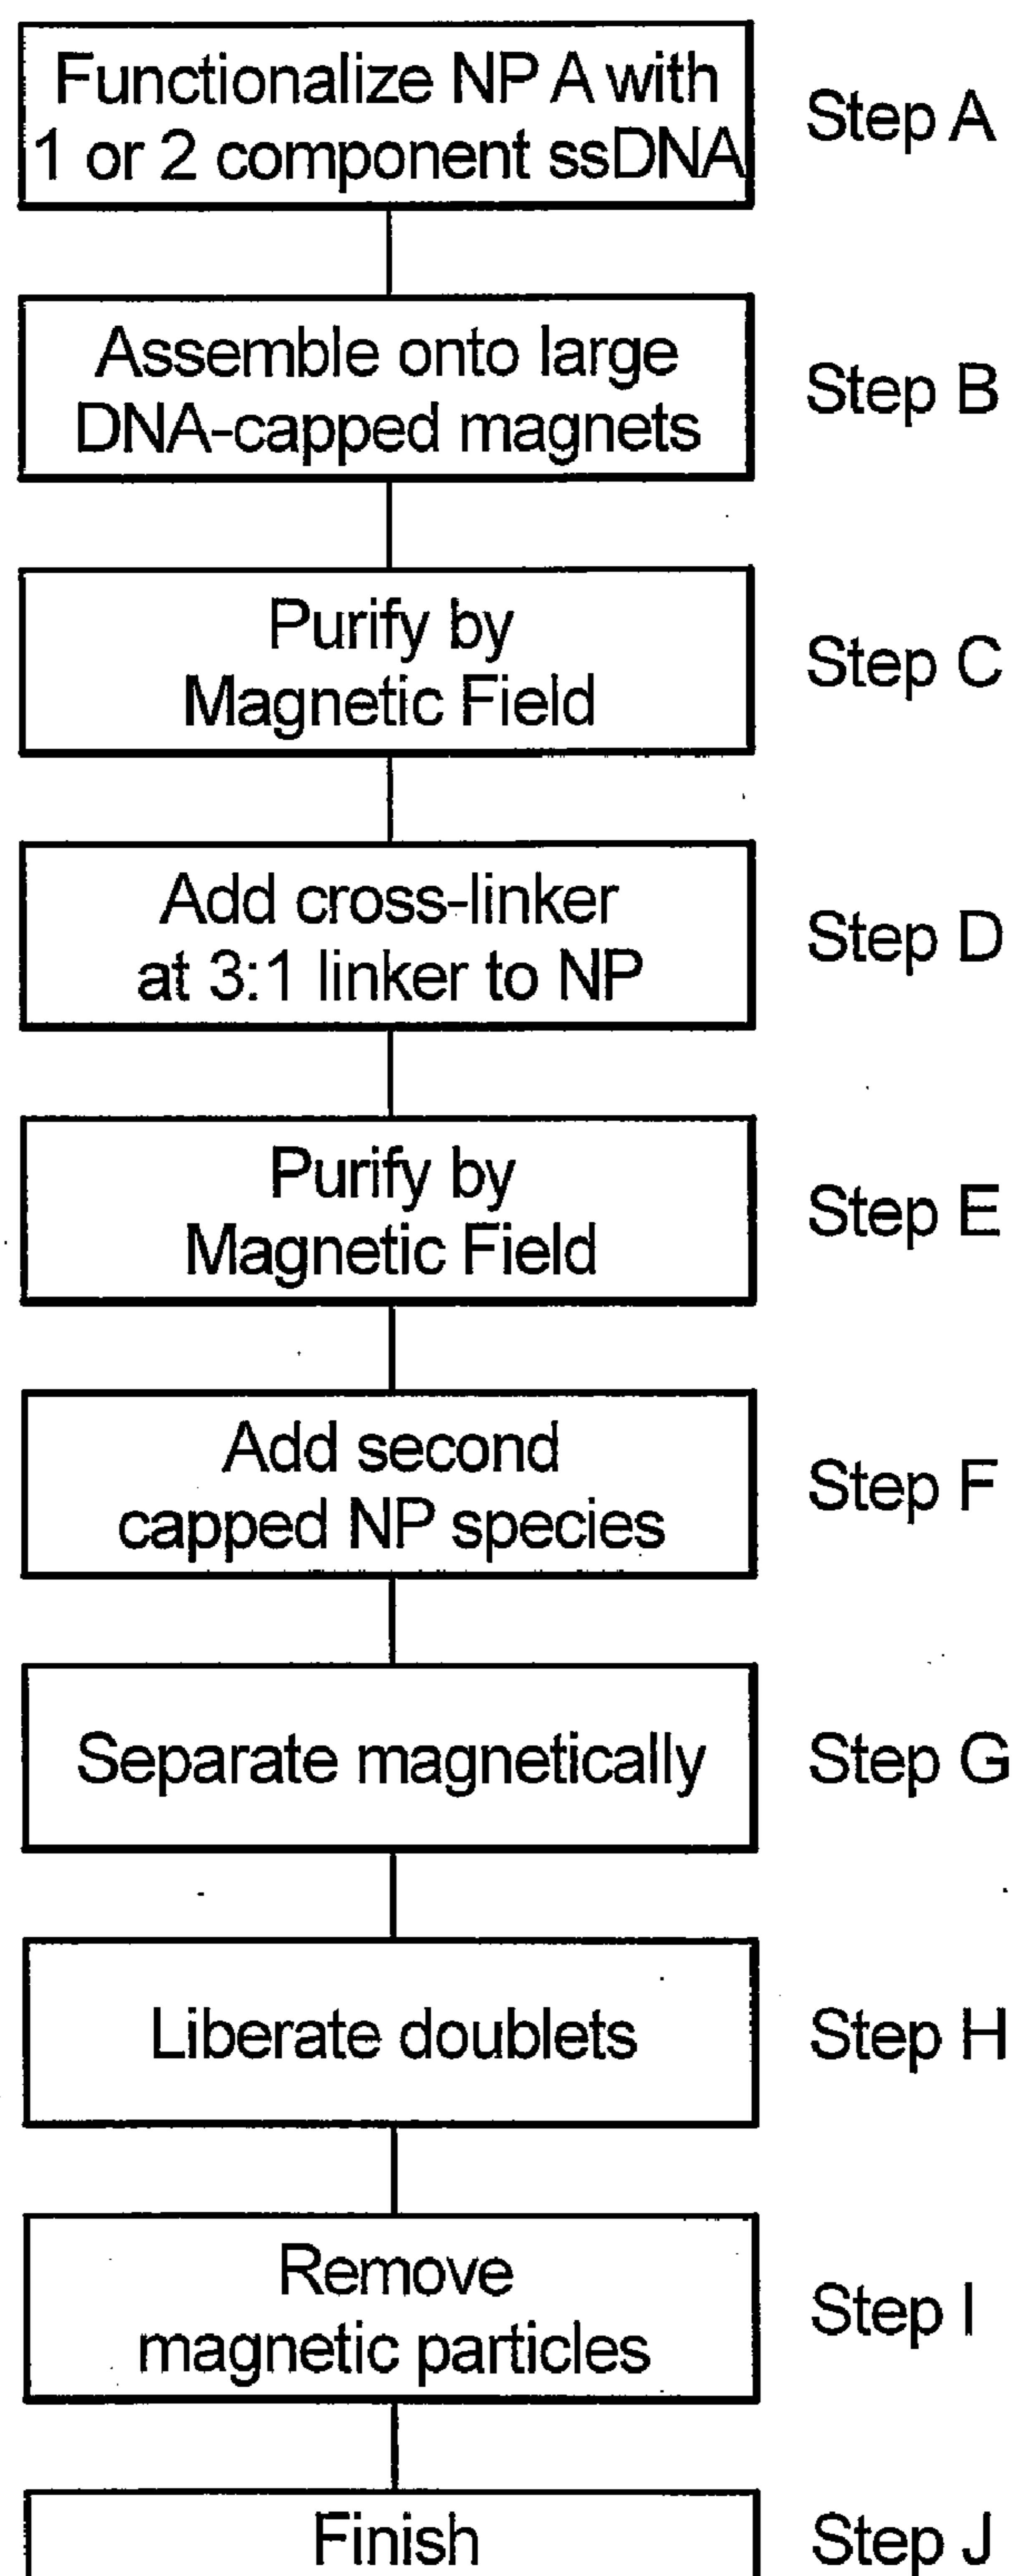 Functionalize NP A with
1 or 2 component ssDNA
Step A
Assemble onto large
DNA-capped magnets
Step B
Purify by
Magnetic Field
Step C
Add cross-linker
at 3:1 linker to NP
Step D
Purify by
Magnetic Field
Step E
Add second
capped NP species
Step F
Separate magnetically
Step G
Liberate doublets
Step H
Remove
magnetic particles
Step I
Finish
Step J